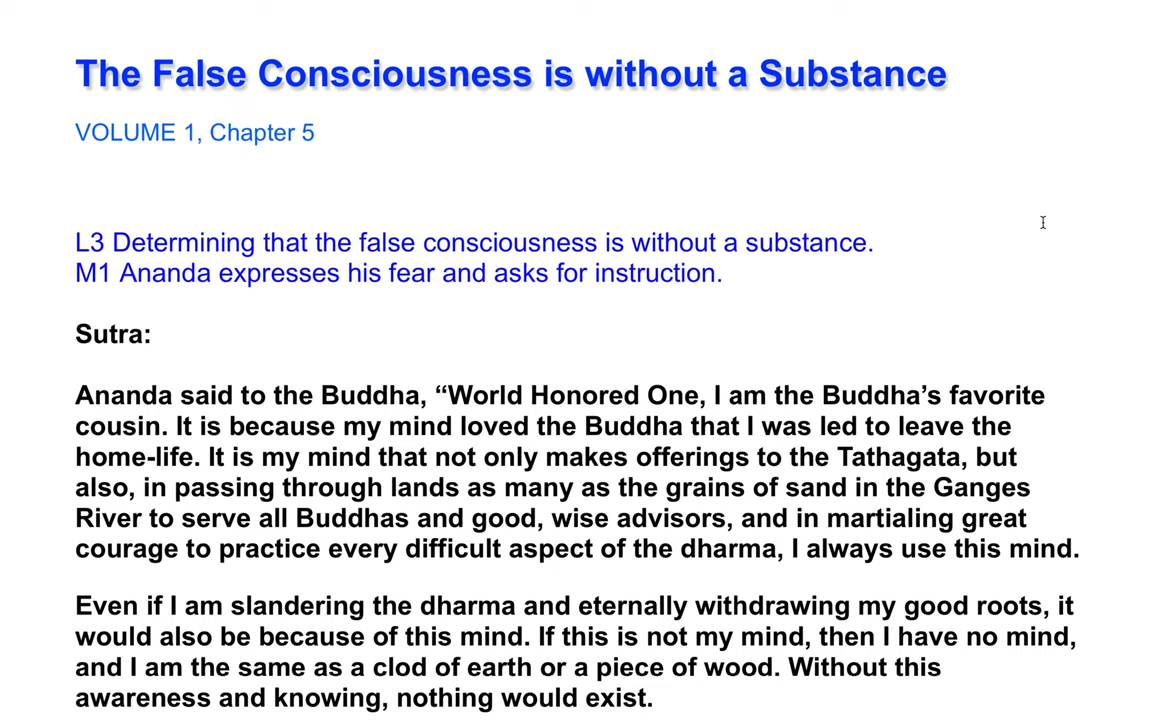 The False Consciousness is without a Substance
VOLUME 1, Chapter 5
L3 Determining that the false consciousness is without a substance.
M1 Ananda expresses his fear and asks for instruction.
Sutra:
Ananda said to the Buddha, “World Honored One, I am the Buddha’s favorite
cousin. It is because my mind loved the Buddha that I was led to leave the
home-life. It is my mind that not only makes offerings to the Tathagata, but
also, in passing through lands as many as the grains of sand in the Ganges
River to serve all Buddhas and good, wise advisors, and in martialing great
courage to practice every difficult aspect of the dharma, I always use this mind.
Even if I am slandering the dharma and eternally withdrawing my good roots, it
would also be because of this mind. If this is not my mind, then I have no mind,
and I am the same as a clod of earth or a piece of wood. Without this
awareness and knowing, nothing would exist.